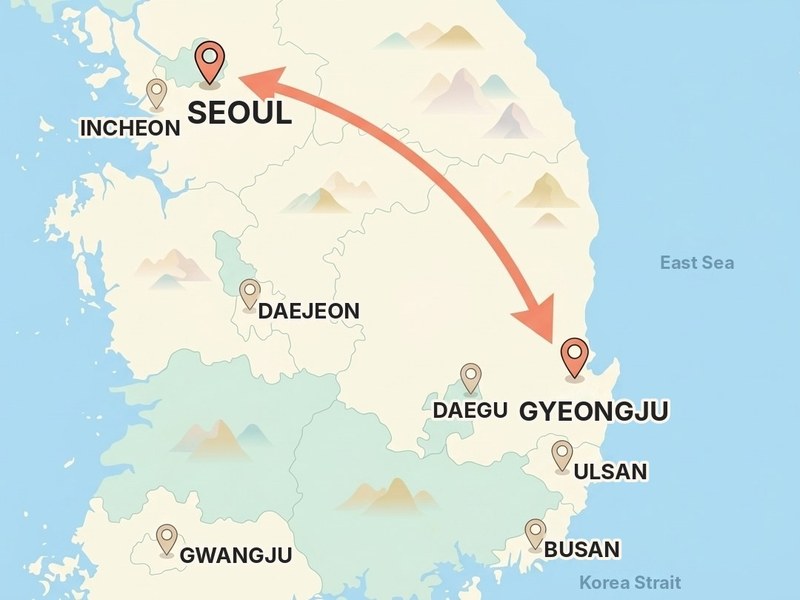 SEOUL
INCHEON
East Sea
DAEJEON
DAEGU
GYEONGJU
ULSAN
BUSAN
GWANGJU
Korea Strait